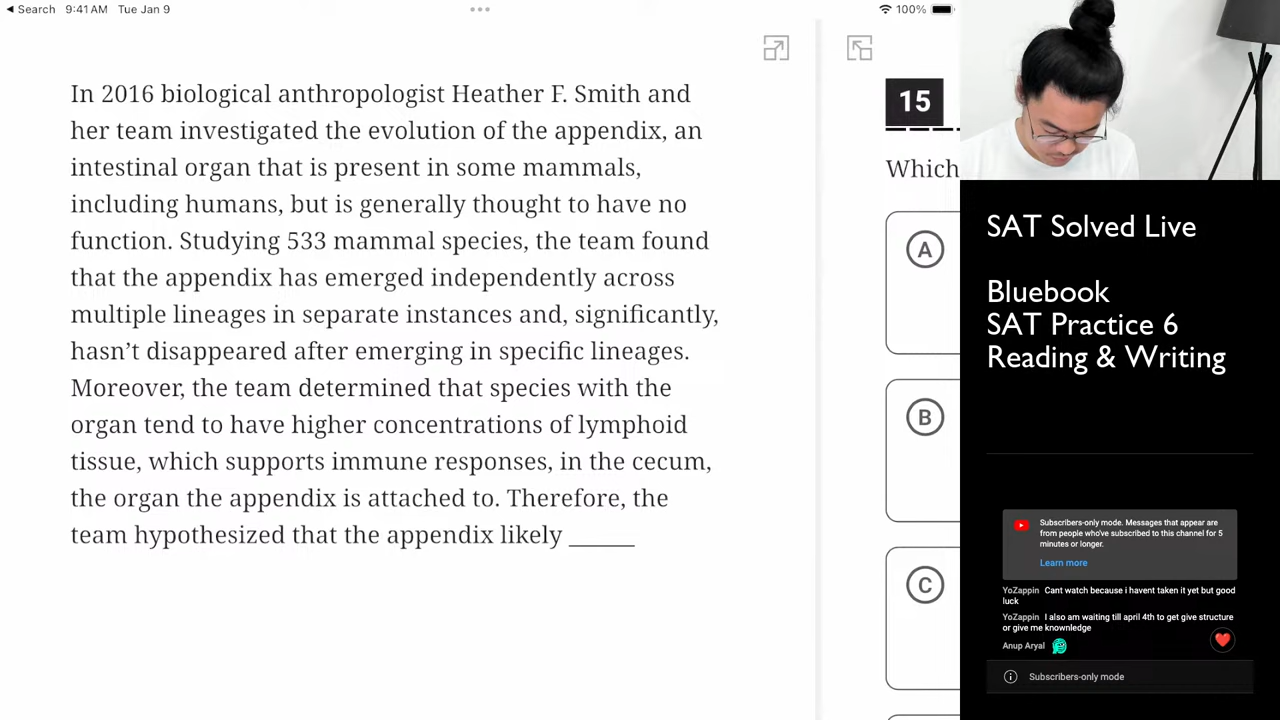 Search 9:41 AM Tue Jan 9
100%
In 2016 biological anthropologist Heather F. Smith and
her team investigated the evolution of the appendix, an
intestinal organ that is present in some mammals,
including humans, but is generally thought to have no
function. Studying 533 mammal species, the team found
that the appendix has emerged independently across
multiple lineages in separate instances and, significantly,
hasn’t disappeared after emerging in specific lineages.
Moreover, the team determined that species with the
organ tend to have higher concentrations of lymphoid
tissue, which supports immune responses, in the cecum,
the organ the appendix is attached to. Therefore, the
team hypothesized that the appendix likely ______
15
Which
A
B
C
SAT Solved Live
Bluebook
SAT Practice 6
Reading & Writing
Subscribers-only mode. Messages that appear are
from people who've subscribed to this channel for 5
minutes or longer.
Learn more
YoZappin Cant watch because i havent taken it yet but good
luck
YoZappin I also am waiting till april 4th to get give structure
or give me knownledge
Anup Aryal
Subscribers-only mode